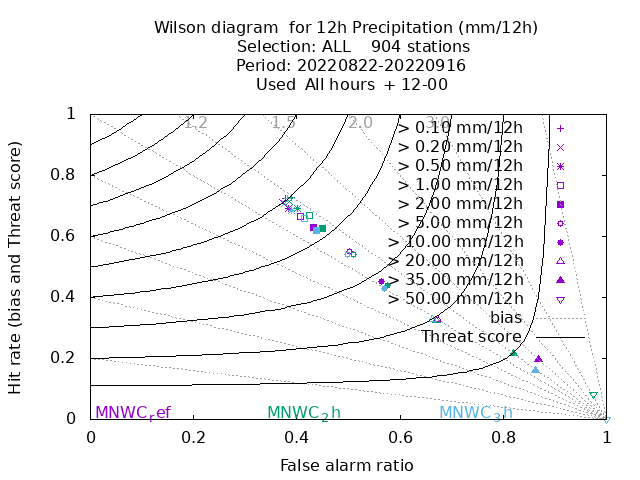 Wilson diagram  for 12h Precipitation (mm/12h)
Selection: ALL    904 stations
Period: 20220822-20220916
Used  All hours  + 12-00
Hit rate (bias and Threat score)
1
0.8
0.6
0.4
0.2
0
1.2 1.5 2.0 3.0
> 0.10 mm/12h
> 0.20 mm/12h
> 0.50 mm/12h
> 1.00 mm/12h
> 2.00 mm/12h
> 5.00 mm/12h
> 10.00 mm/12h
> 20.00 mm/12h
> 35.00 mm/12h
> 50.00 mm/12h
bias
Threat score
MNWCref MNWC2h MNWC3h
0 0.2 0.4 0.6 0.8 1
False alarm ratio